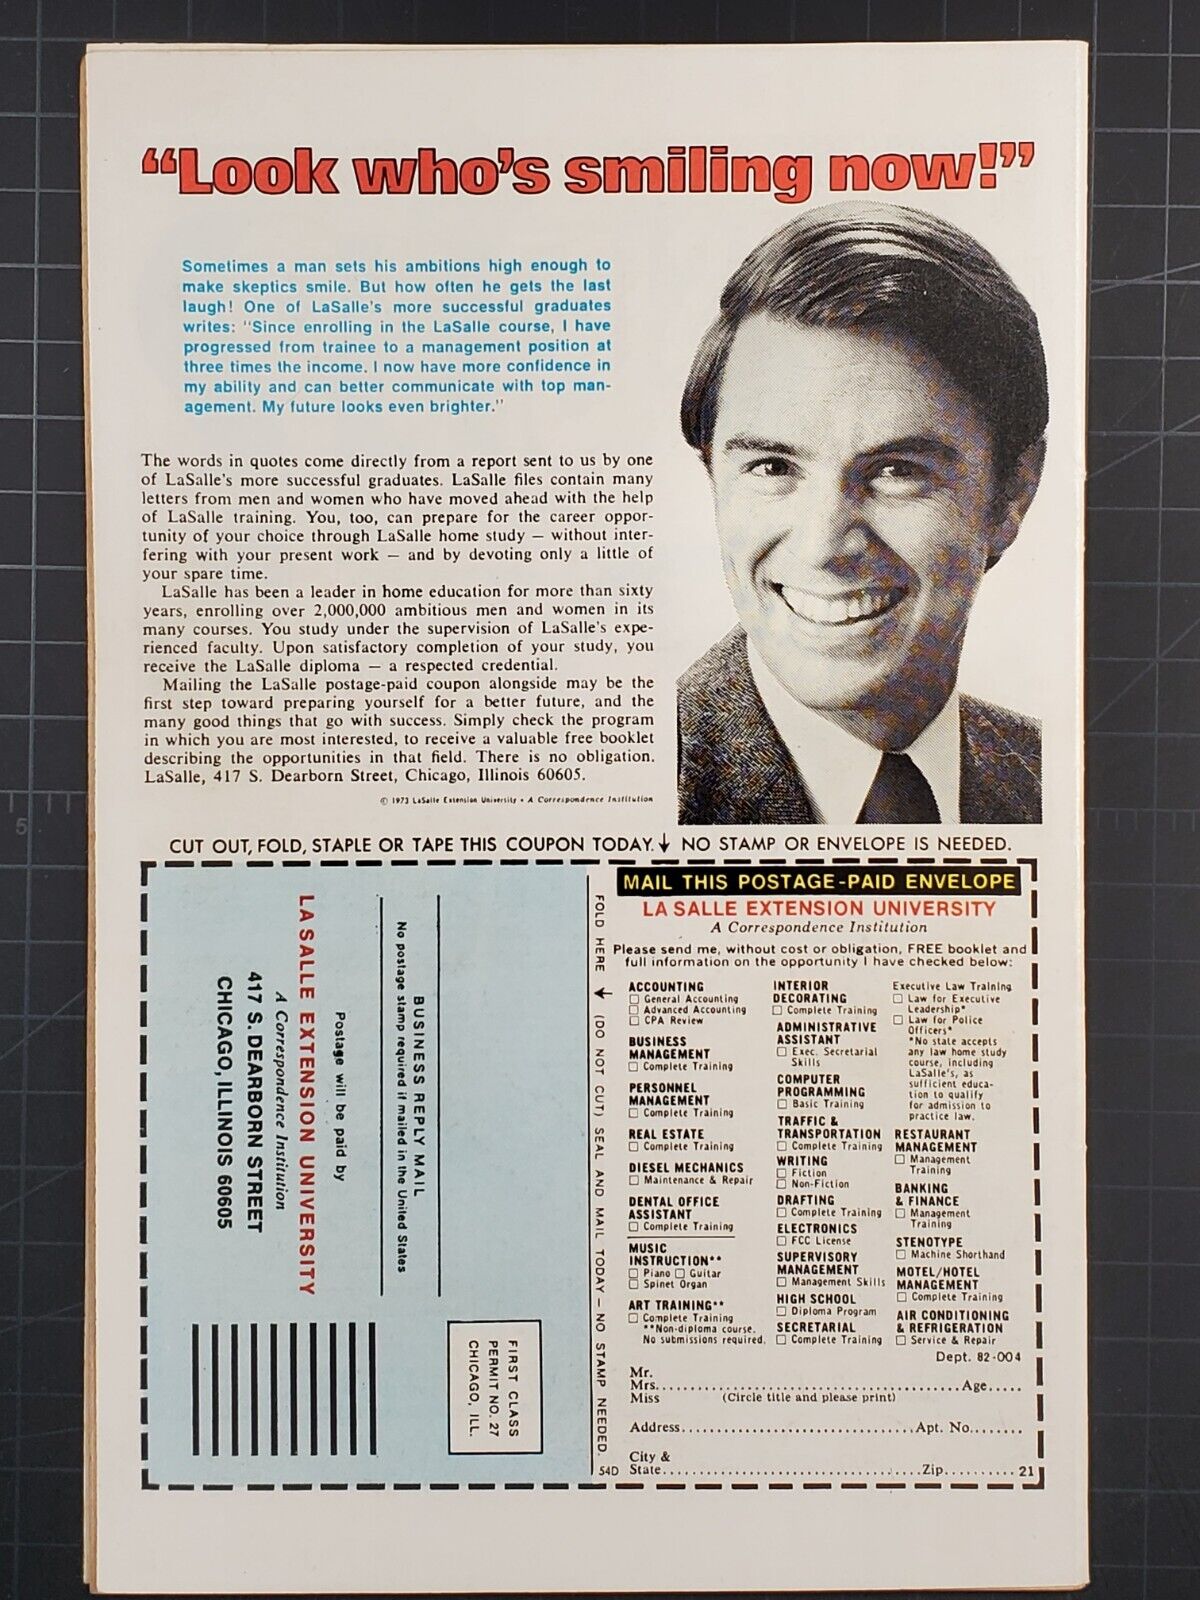 “Look who's smiling now!”
Sometimes a man sets his ambitions high enough to
make skeptics smile. But how often he gets the last
laugh! One of LaSalle's more successful graduates
writes: "Since enrolling in the LaSalle course, I have
progressed from trainee to a management position at
three times the income. I now have more confidence in
my ability and can better communicate with top man-
agement. My future looks even brighter."
The words in quotes come directly from a report sent to us by one
of LaSalle's more successful graduates. LaSalle files contain many
letters from men and women who have moved ahead with the help
of LaSalle training. You, too, can prepare for the career oppor-
tunity of your choice through LaSalle home study — without inter-
fering with your present work — and by devoting only a little of
your spare time.
LaSalle has been a leader in home education for more than sixty
years, enrolling over 2,000,000 ambitious men and women in its
many courses. You study under the supervision of LaSalle's expe-
rienced faculty. Upon satisfactory completion of your study, you
receive the LaSalle diploma — a respected credential.
Mailing the LaSalle postage-paid coupon alongside may be the
first step toward preparing yourself for a better future, and the
many good things that go with success. Simply check the program
in which you are most interested, to receive a valuable free booklet
describing the opportunities in that field. There is no obligation.
LaSalle, 417 S. Dearborn Street, Chicago, Illinois 60605.
© 1973 LaSalle Extension University • A Correspondence Institution
5
CUT OUT, FOLD, STAPLE OR TAPE THIS COUPON TODAY. ↓ NO STAMP OR ENVELOPE IS NEEDED.
FIRST CLASS
PERMIT NO. 27
CHICAGO, ILL.
BUSINESS REPLY MAIL
No postage stamp required if mailed in the United States
Postage will be paid by
LASALLE EXTENSION UNIVERSITY
A Correspondence Institution
417 S. DEARBORN STREET
CHICAGO, ILLINOIS 60605
FOLD HERE ↓ (DO NOT CUT) SEAL AND MAIL TODAY — NO STAMP NEEDED.
54D
MAIL THIS POSTAGE-PAID ENVELOPE
LA SALLE EXTENSION UNIVERSITY
A Correspondence Institution
Please send me, without cost or obligation, FREE booklet and
full information on the opportunity I have checked below:
ACCOUNTING
☐ General Accounting
☐ Advanced Accounting
☐ CPA Review
BUSINESS
MANAGEMENT
☐ Complete Training
PERSONNEL
MANAGEMENT
☐ Complete Training
REAL ESTATE
☐ Complete Training
DIESEL MECHANICS
☐ Maintenance & Repair
DENTAL OFFICE
ASSISTANT
☐ Complete Training
MUSIC
INSTRUCTION**
☐ Piano ☐ Guitar
☐ Spinet Organ
ART TRAINING**
☐ Complete Training
**Non-diploma course.
No submissions required.
INTERIOR
DECORATING
☐ Complete Training
ADMINISTRATIVE
ASSISTANT
☐ Exec. Secretarial
Skills
COMPUTER
PROGRAMMING
☐ Basic Training
TRAFFIC &
TRANSPORTATION
☐ Complete Training
WRITING
☐ Fiction
☐ Non-Fiction
DRAFTING
☐ Complete Training
ELECTRONICS
☐ FCC License
SUPERVISORY
MANAGEMENT
☐ Management Skills
HIGH SCHOOL
☐ Diploma Program
SECRETARIAL
☐ Complete Training
Executive Law Training
☐ Law for Executive
Leadership*
☐ Law for Police
Officers*
*No state accepts
any law home study
course, including
LaSalle's, as
sufficient educa-
tion to qualify
for admission to
practice law.
RESTAURANT
MANAGEMENT
☐ Management
Training
BANKING
& FINANCE
☐ Management
Training
STENOTYPE
☐ Machine Shorthand
MOTEL/HOTEL
MANAGEMENT
☐ Complete Training
AIR CONDITIONING
& REFRIGERATION
☐ Service & Repair
Dept. 82-004
Mr.
Mrs. ........ Age.....
Miss (Circle title and please print)
Address........ Apt. No........
City &
State........ Zip.......... 21